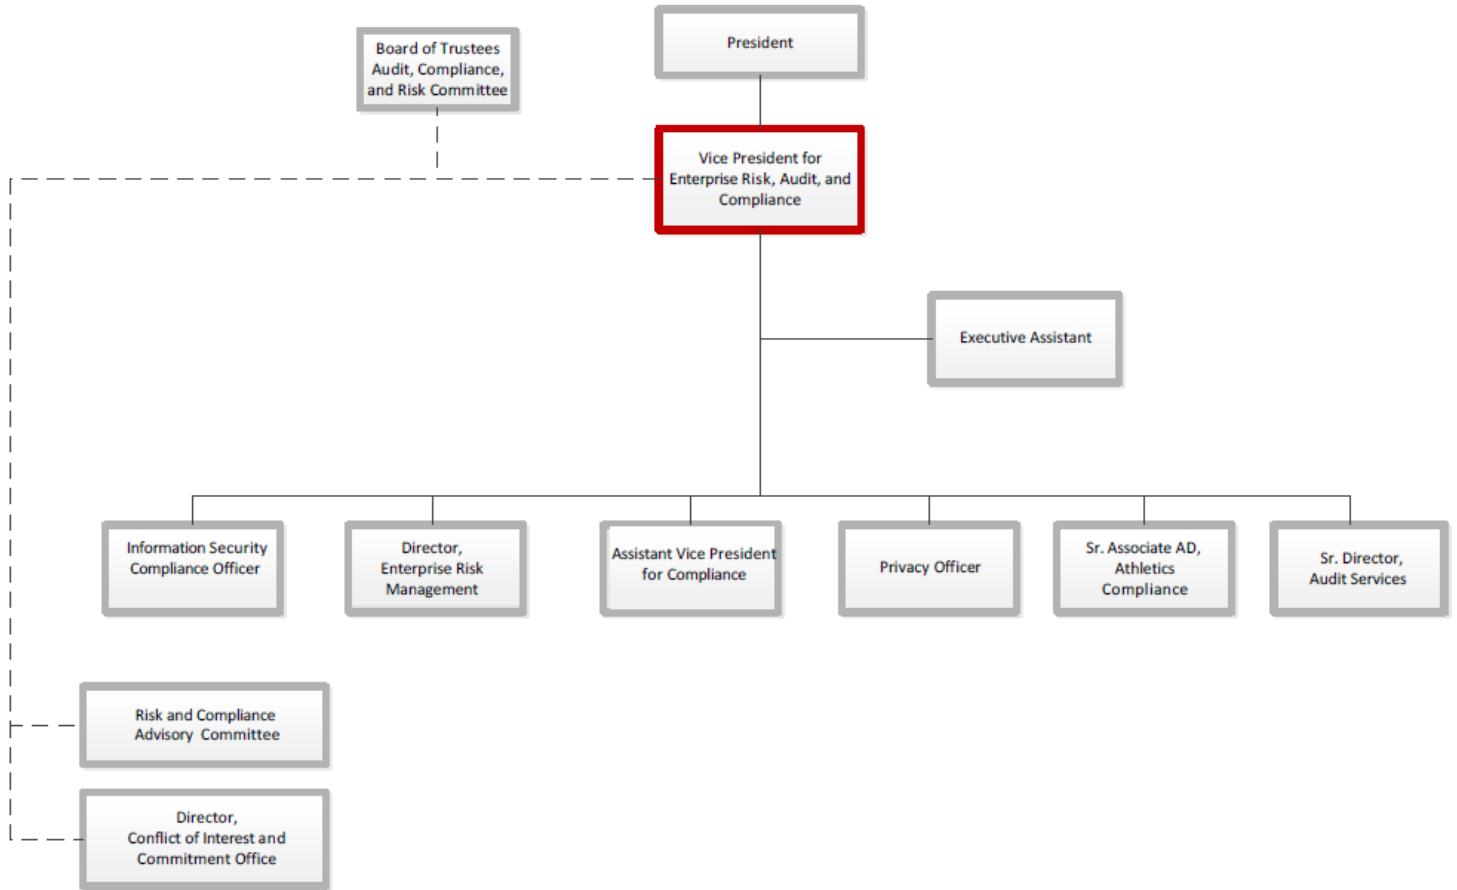 Board of Trustees
Audit, Compliance,
and Risk Committee
President
Vice President for
Enterprise Risk, Audit, and
Compliance
Executive Assistant
Information Security
Compliance Officer
Director,
Enterprise Risk
Management
Assistant Vice President
for Compliance
Privacy Officer
Sr. Associate AD,
Athletics
Compliance
Sr. Director,
Audit Services
Risk and Compliance
Advisory Committee
Director,
Conflict of Interest and
Commitment Office